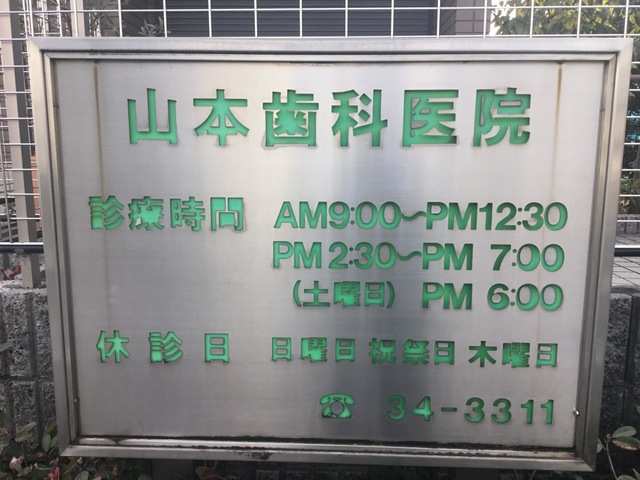 山本歯科医院
診療時間 AM9:00〜PM12:30
PM 2:30〜PM 7:00
(土曜日) PM 6:00
休診日 日曜日 祝祭日 木曜日
☎ 34-3311